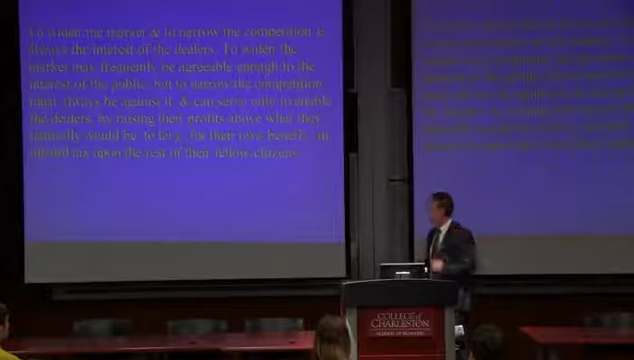 To widen the market & to narrow the competition is
always the interest of the dealers. To widen the
market may frequently be agreeable enough to the
interest of the public; but to narrow the competition
must always be against it, & can serve only to enable
the dealers, by raising their profits above what they
naturally would be, to levy, for their own benefit, an
absurd tax upon the rest of their fellow-citizens.
COLLEGE of
CHARLESTON
SCHOOL OF BUSINESS